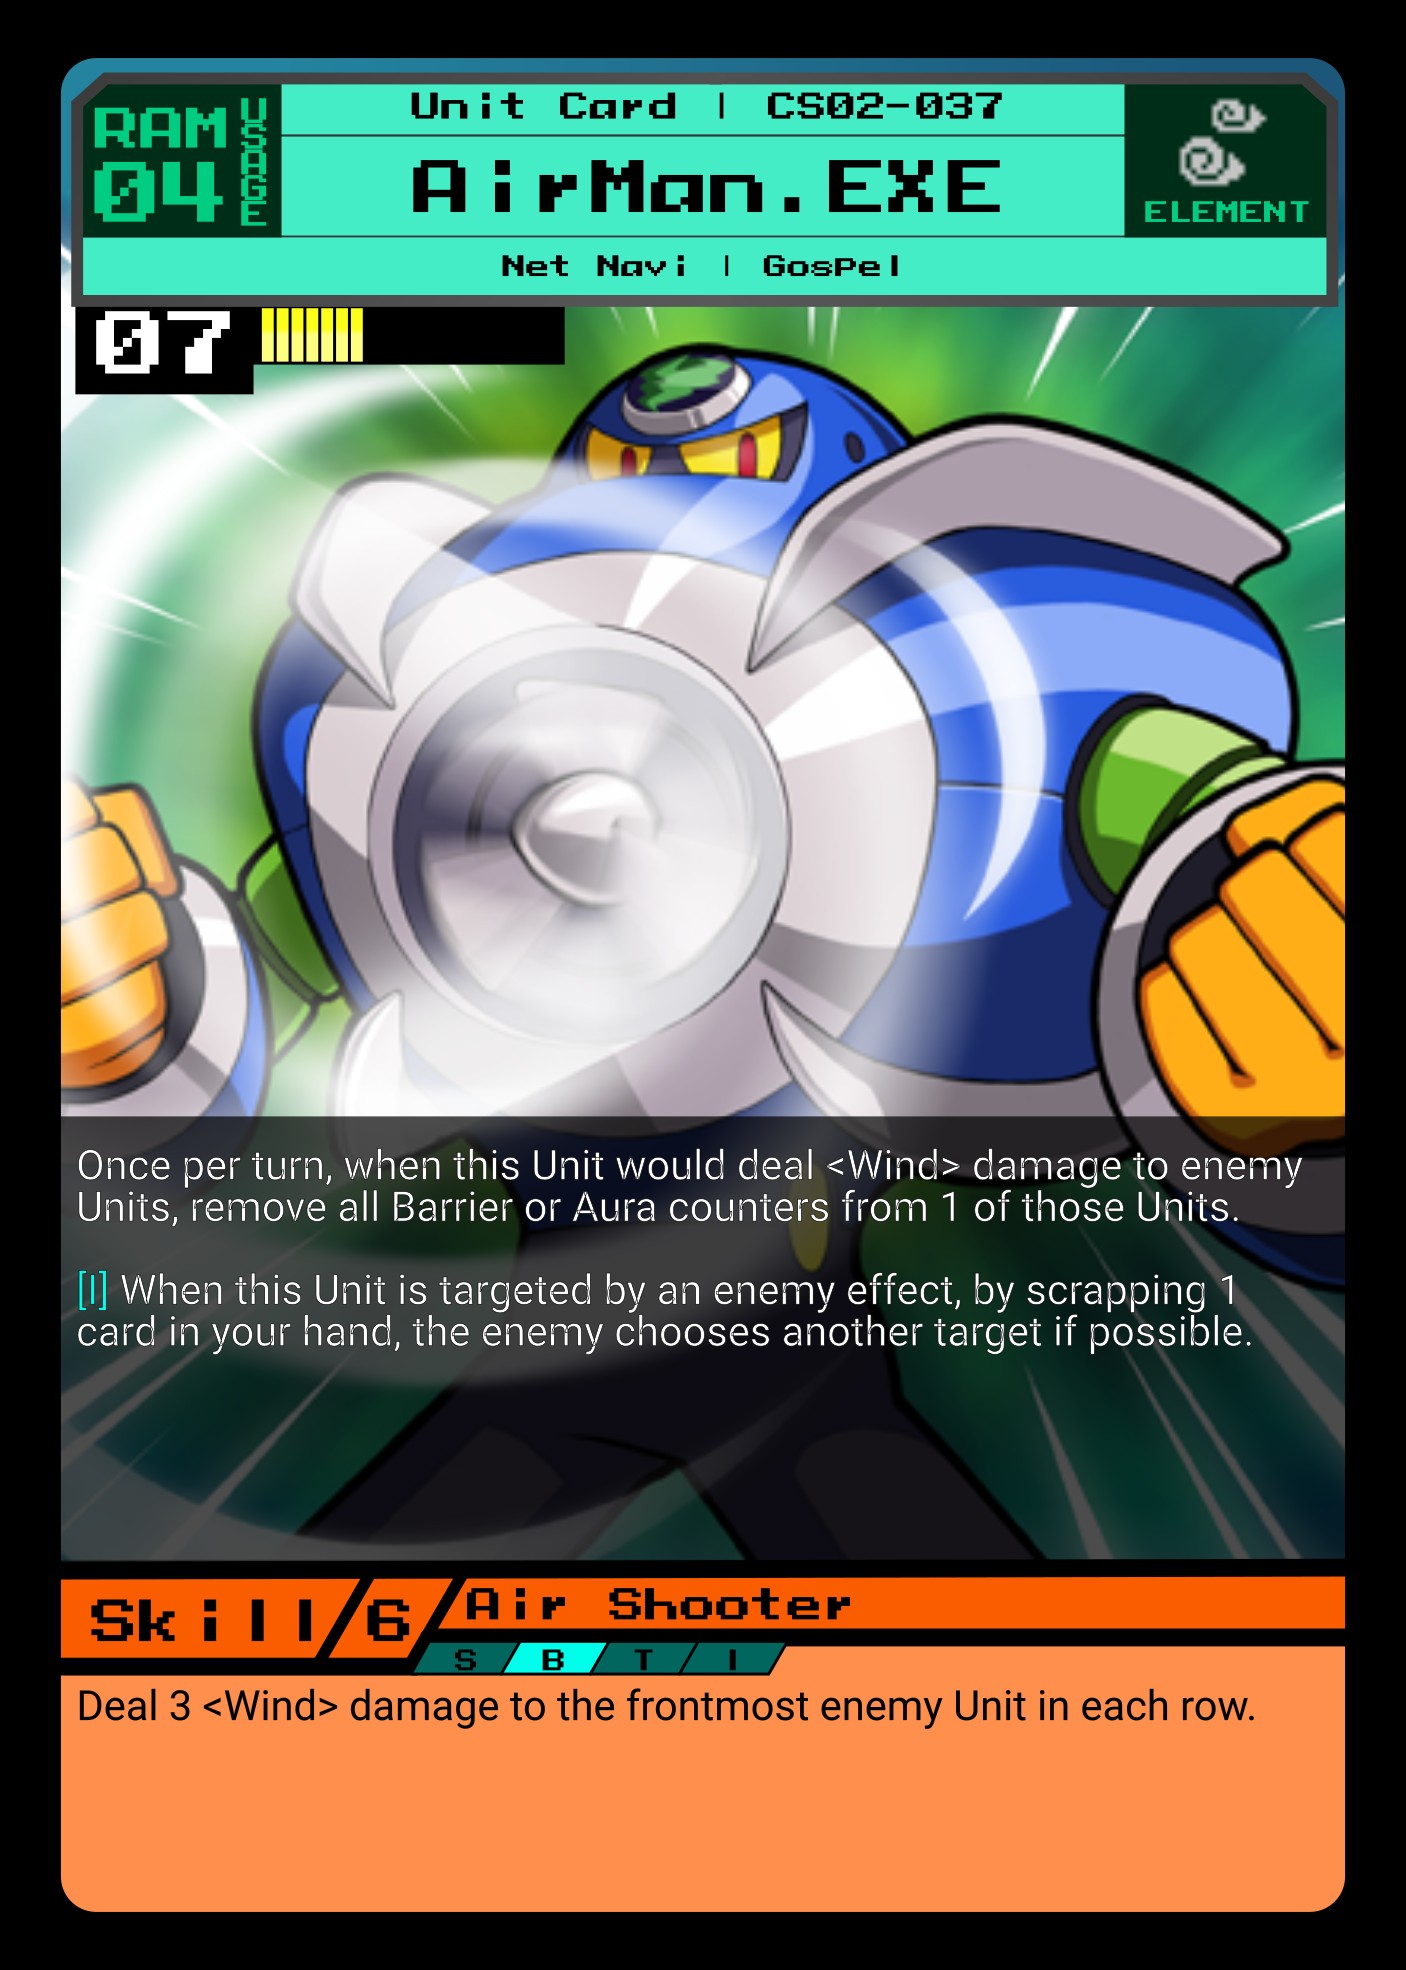 RAM
04
USAGE
Unit Card | CS02-037
AirMan.EXE
ELEMENT
Net Navi | Gospel
07
Once per turn, when this Unit would deal <Wind> damage to enemy
Units, remove all Barrier or Aura counters from 1 of those Units.
[I] When this Unit is targeted by an enemy effect, by scrapping 1
card in your hand, the enemy chooses another target if possible.
Skill/6 Air Shooter
S B T I
Deal 3 <Wind> damage to the frontmost enemy Unit in each row.